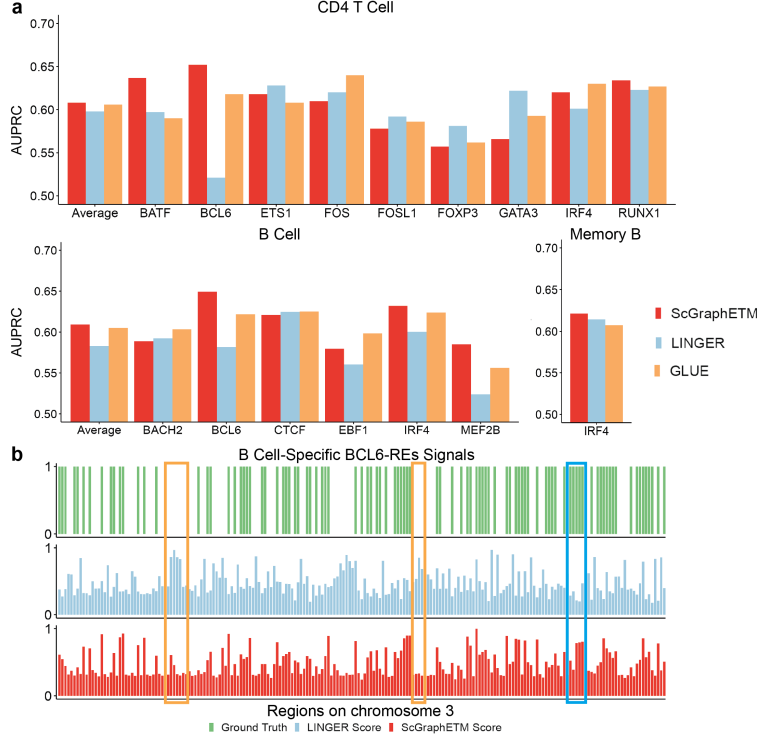 a
CD4 T Cell
AUPRC
0.70
0.65
0.60
0.55
0.50
Average BATF BCL6 ETS1 FOS FOSL1 FOXP3 GATA3 IRF4 RUNX1
B Cell
AUPRC
0.70
0.65
0.60
0.55
0.50
Average BACH2 BCL6 CTCF EBF1 IRF4 MEF2B
Memory B
0.70
0.65
0.60
0.55
0.50
IRF4
ScGraphETM
LINGER
GLUE
b
B Cell-Specific BCL6-REs Signals
1
0
1
0
1
0
Regions on chromosome 3
Ground Truth LINGER Score ScGraphETM Score